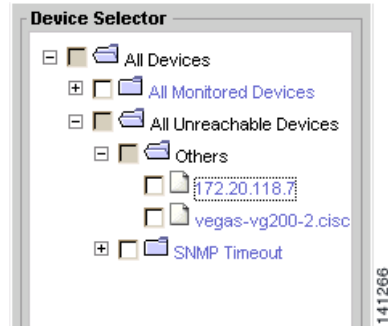 Device Selector
All Devices
All Monitored Devices
All Unreachable Devices
Others
172.20.118.7
vegas-vg200-2.cisc
SNMP Timeout
141266